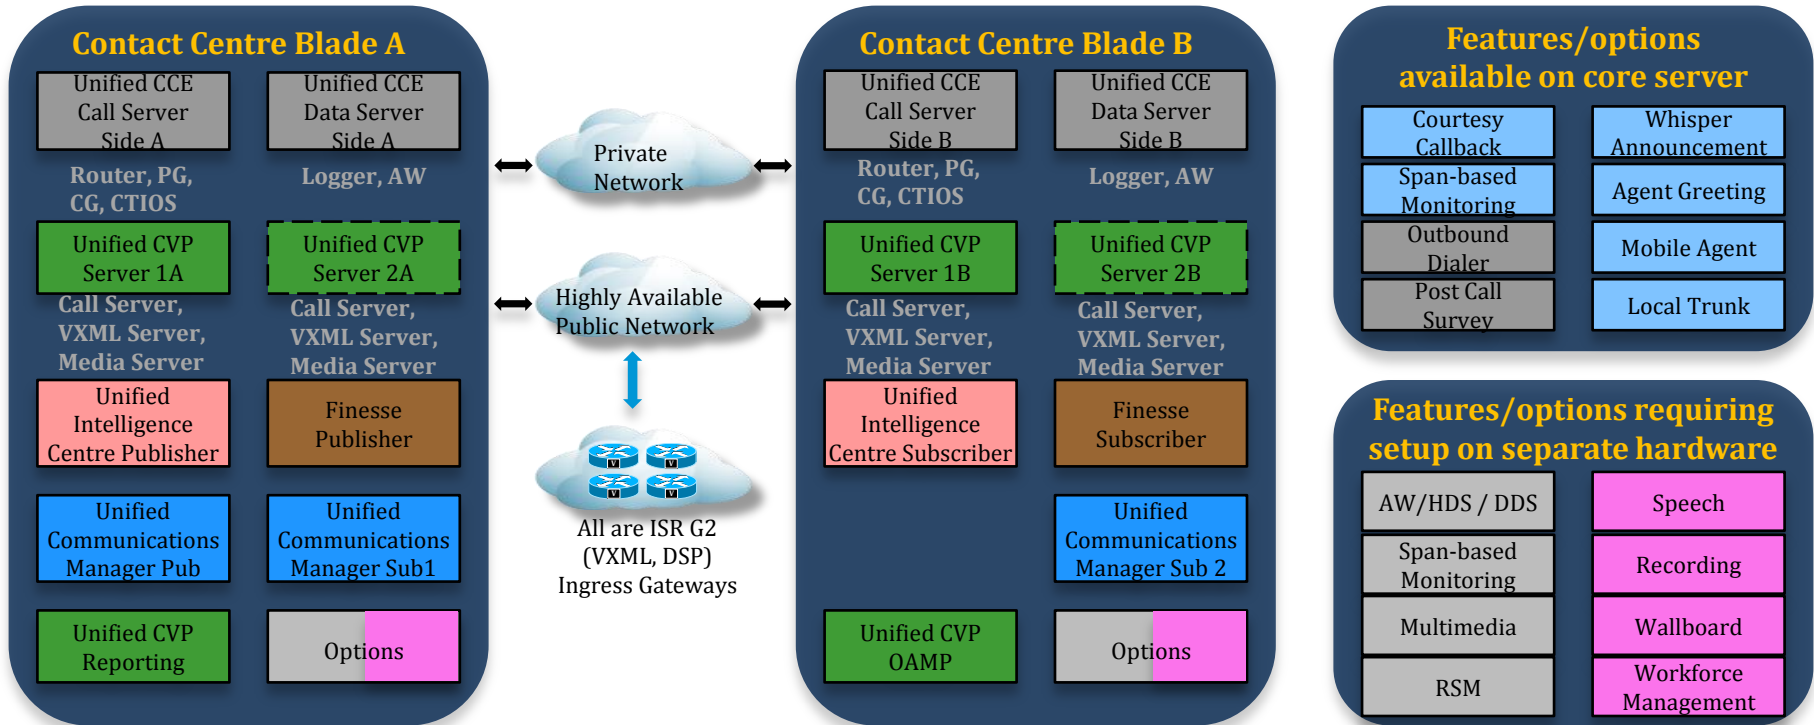 Contact Centre Blade A
Unified CCE
Call Server
Side A
Unified CCE
Data Server
Side A
Router, PG,
CG, CTIOS
Logger, AW
Unified CVP
Server 1A
Unified CVP
Server 2A
Call Server,
VXML Server,
Media Server
Call Server,
VXML Server,
Media Server
Unified
Intelligence
Centre Publisher
Finesse
Publisher
Unified
Communications
Manager Pub
Unified
Communications
Manager Sub1
Unified CVP
Reporting
Options
Private
Network
Highly Available
Public Network
V
V
V
V
All are ISR G2
(VXML, DSP)
Ingress Gateways
Contact Centre Blade B
Unified CCE
Call Server
Side B
Unified CCE
Data Server
Side B
Router, PG,
CG, CTIOS
Logger, AW
Unified CVP
Server 1B
Unified CVP
Server 2B
Call Server,
VXML Server,
Media Server
Call Server,
VXML Server,
Media Server
Unified
Intelligence
Centre Subscriber
Finesse
Subscriber
Unified
Communications
Manager Sub 2
Unified CVP
OAMP
Options
Features/options
available on core server
Courtesy
Callback
Whisper
Announcement
Span-based
Monitoring
Agent Greeting
Outbound
Dialer
Mobile Agent
Post Call
Survey
Local Trunk
Features/options requiring
setup on separate hardware
AW/HDS / DDS
Speech
Span-based
Monitoring
Recording
Multimedia
Wallboard
RSM
Workforce
Management